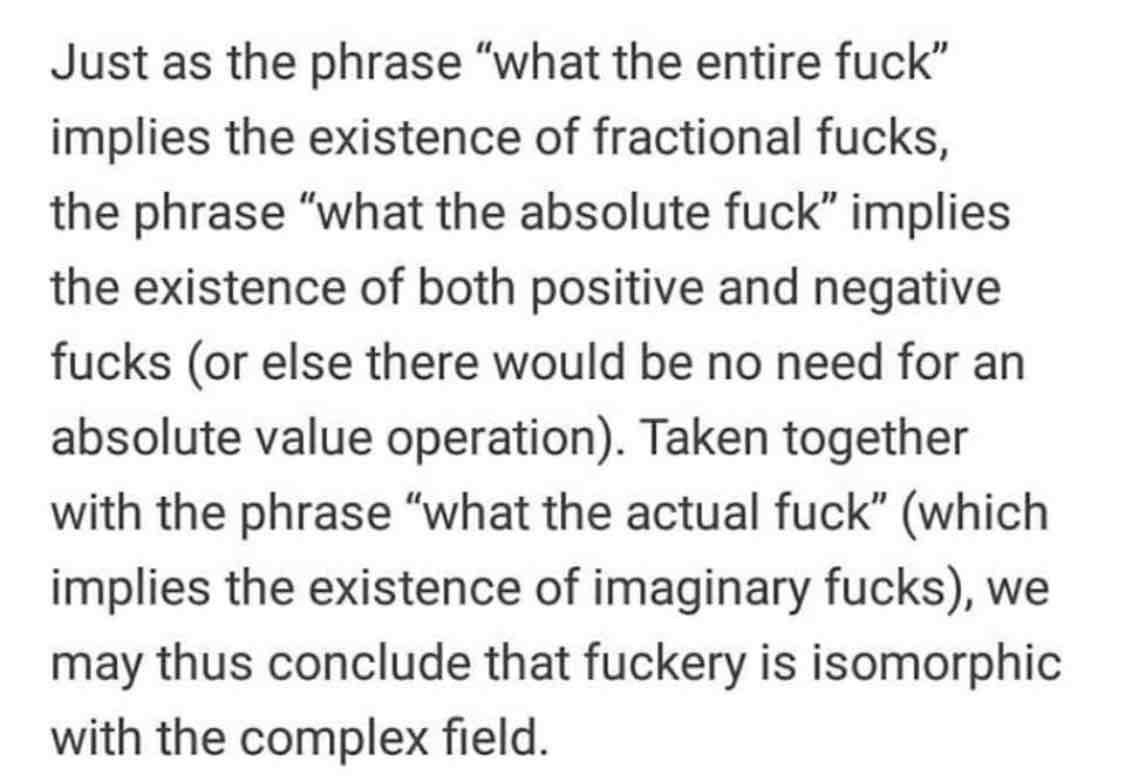 Just as the phrase “what the entire fuck”
implies the existence of fractional fucks,
the phrase “what the absolute fuck” implies
the existence of both positive and negative
fucks (or else there would be no need for an
absolute value operation). Taken together
with the phrase “what the actual fuck” (which
implies the existence of imaginary fucks), we
may thus conclude that fuckery is isomorphic
with the complex field.